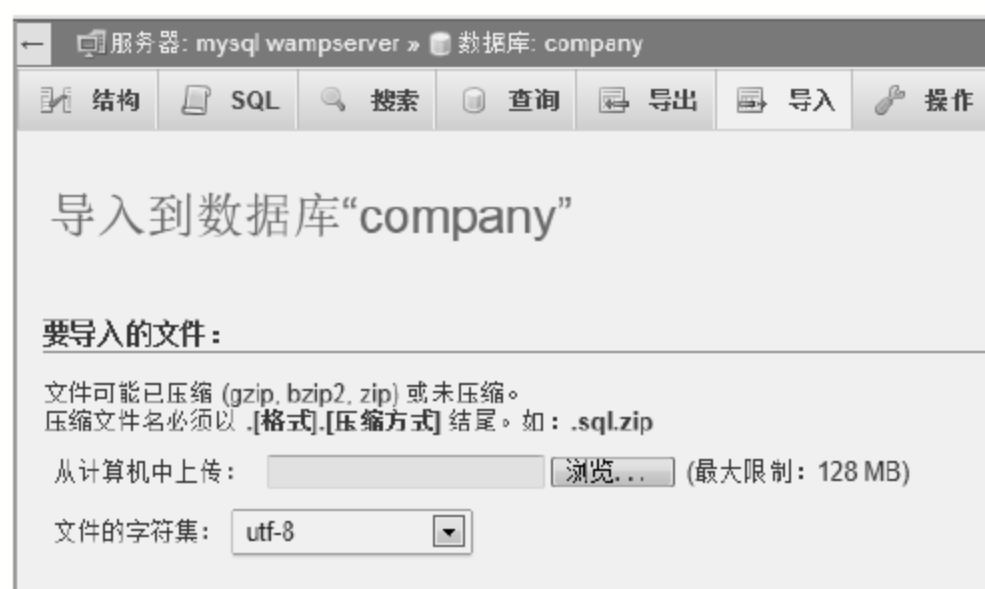 ← 服务器: mysql wampserver » 数据库: company
结构 SQL 搜索 查询 导出 导入 操作
导入到数据库“company”
要导入的文件：
文件可能已压缩 (gzip, bzip2, zip) 或未压缩。
压缩文件名必须以 .[格式].[压缩方式] 结尾。如：.sql.zip
从计算机中上传： 浏览... (最大限制：128 MB)
文件的字符集： utf-8